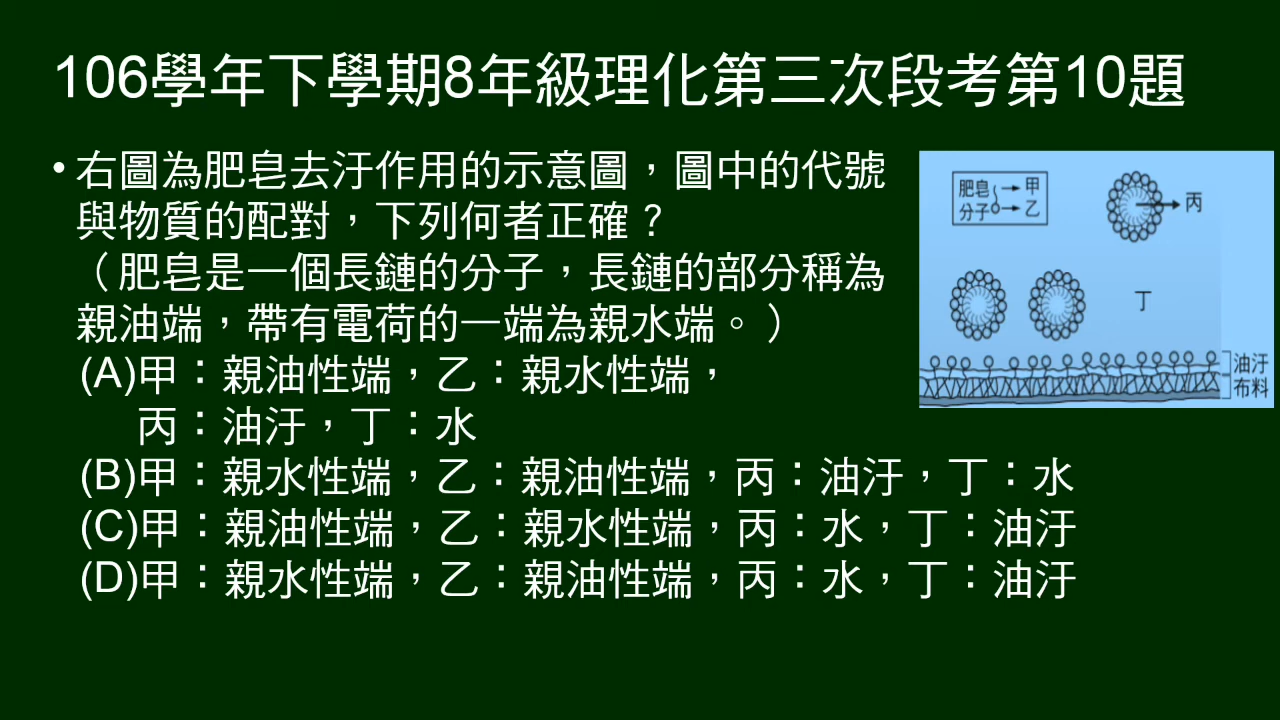 106學年下學期8年級理化第三次段考第10題
• 右圖為肥皂去汙作用的示意圖，圖中的代號
與物質的配對，下列何者正確？
（肥皂是一個長鏈的分子，長鏈的部分稱為
親油端，帶有電荷的一端為親水端。）
(A)甲：親油性端，乙：親水性端，
丙：油汙，丁：水
(B)甲：親水性端，乙：親油性端，丙：油汙，丁：水
(C)甲：親油性端，乙：親水性端，丙：水，丁：油汙
(D)甲：親水性端，乙：親油性端，丙：水，丁：油汙
肥皂 甲
分子 乙
丙
丁
油汙
布料